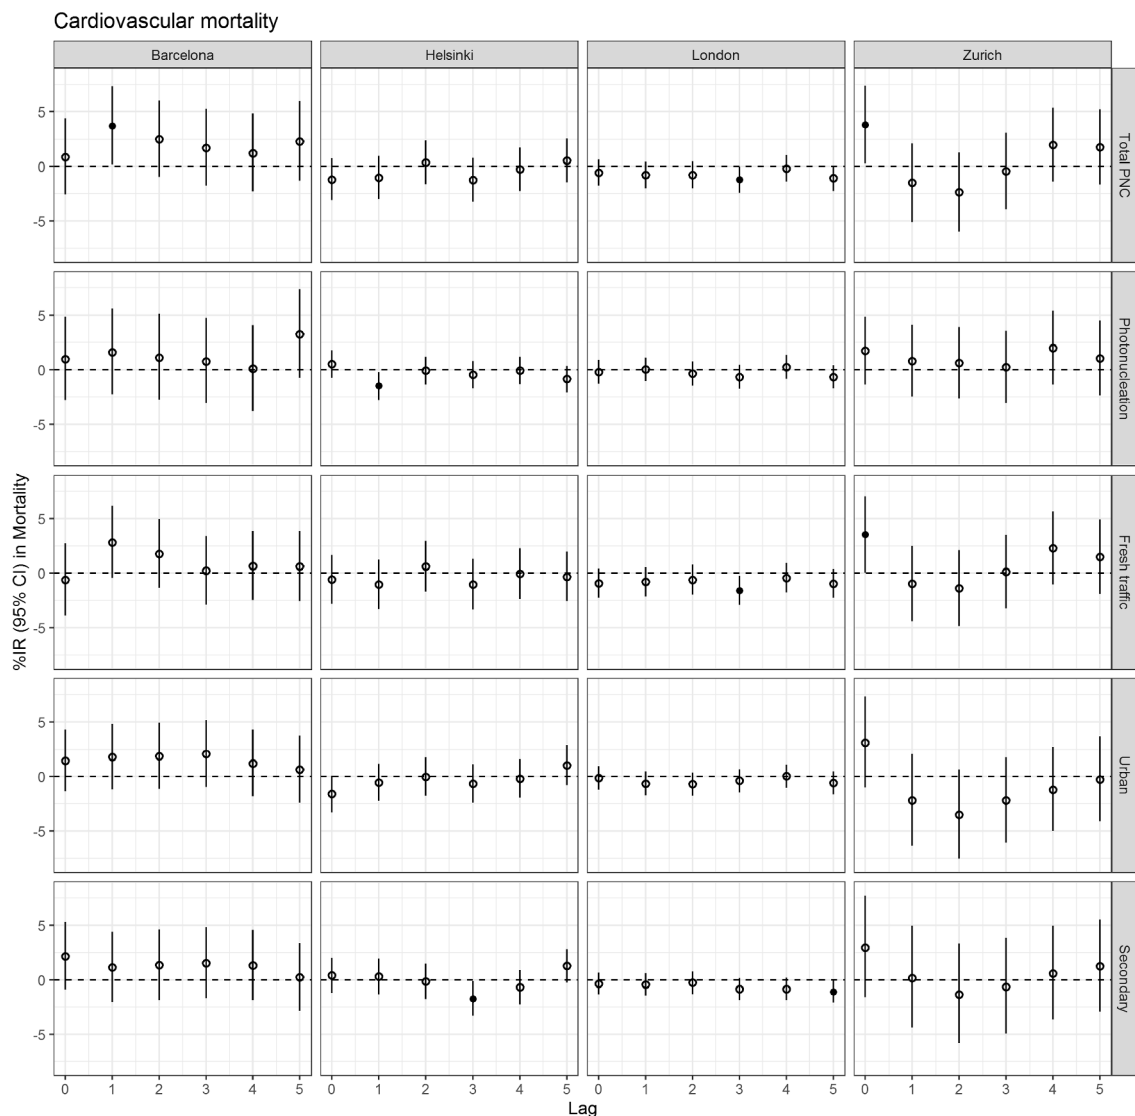 Cardiovascular mortality
Barcelona Helsinki London Zurich
5
0
-5
Total PNC
5
0
-5
Photonucleation
5
0
-5
Fresh traffic
5
0
-5
Urban
5
0
-5
Secondary
%IR (95% CI) in Mortality
0 1 2 3 4 5 0 1 2 3 4 5 0 1 2 3 4 5 0 1 2 3 4 5
Lag